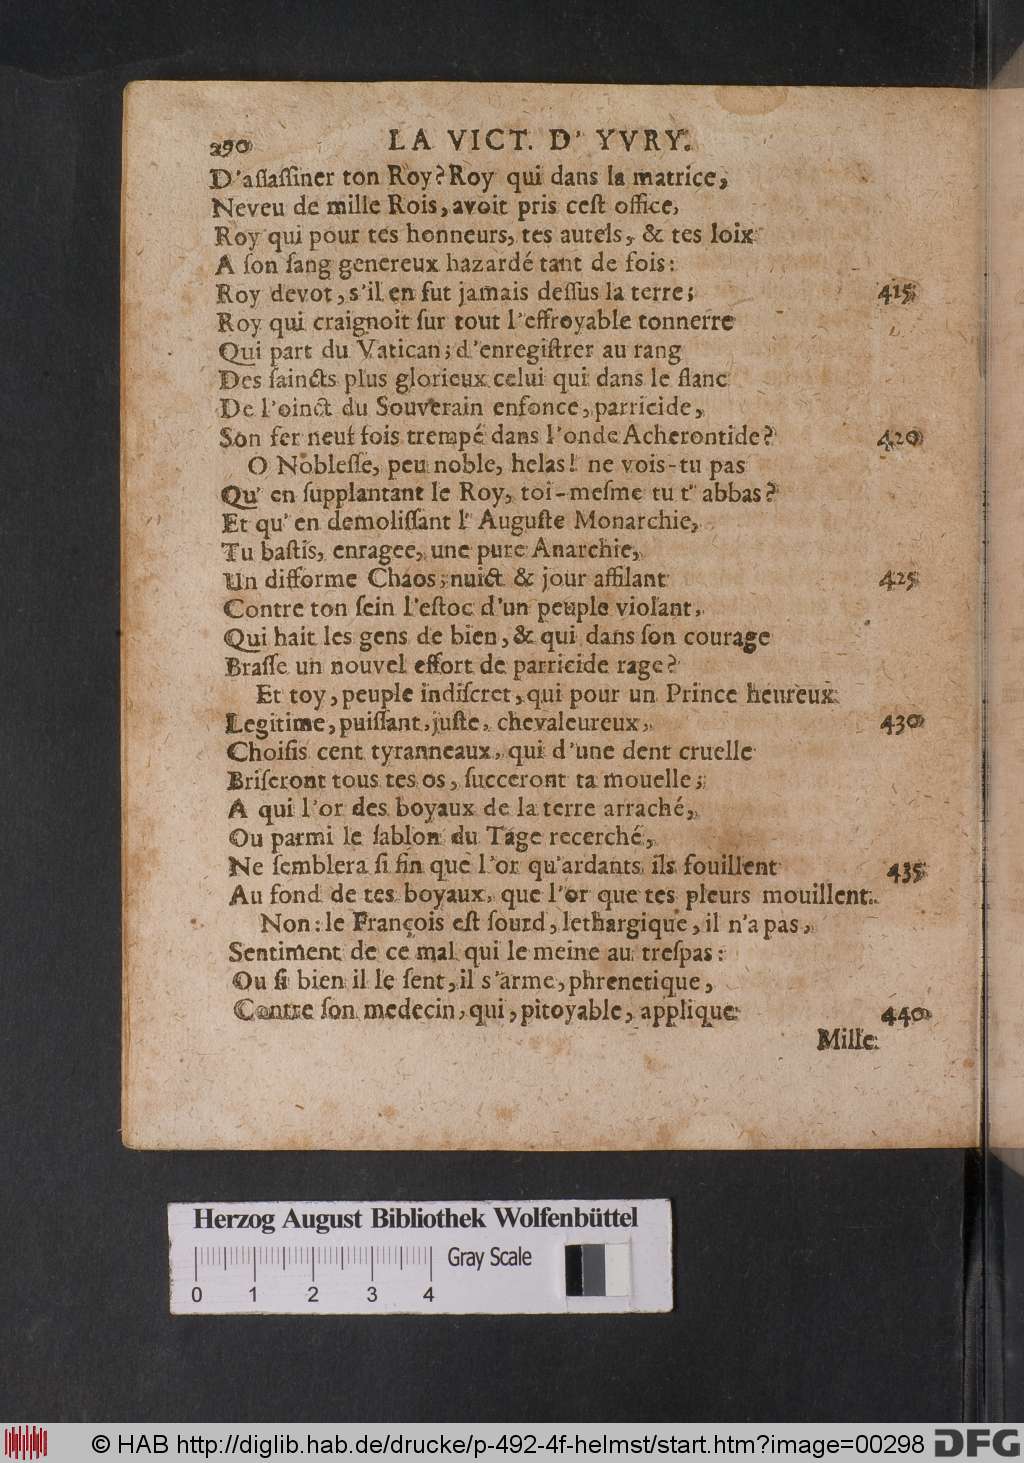 290 LA VICT. D' YVRY.
D'aſſaſſiner ton Roy? Roy qui dans la matrice,
Neveu de mille Rois, avoit pris ceſt office,
Roy qui pour tes honneurs, tes autels, & tes loix
A ſon ſang genereux hazardé tant de fois:
Roy devot, s'il en fut jamais deſſus la terre; 415
Roy qui craignoit ſur tout l'effroyable tonnerre
Qui part du Vatican; d'enregiſtrer au rang
Des ſaincts plus glorieux celui qui dans le flanc
De l'oinct du Souverain enfonce, parricide,
Son fer neuf fois trempé dans l'onde Acherontide? 420
O Nobleſſe, peu noble, helas! ne vois-tu pas
Qu' en ſupplantant le Roy, toi-meſme tu t' abbas?
Et qu' en demoliſſant l' Auguſte Monarchie,
Tu baſtis, enragee, une pure Anarchie,
Un difforme Chaos, nuict & jour affilant 425
Contre ton ſein l'eſtoc d'un peuple violant,
Qui hait les gens de bien, & qui dans ſon courage
Braſſe un nouvel effort de parricide rage?
Et toy, peuple indiſcret, qui pour un Prince heureux
Legitime, puiſſant, juſte, chevaleureux, 430
Choiſis cent tyranneaux, qui d'une dent cruelle
Briſeront tous tes os, ſucceront ta mouelle;
A qui l'or des boyaux de la terre arraché,
Ou parmi le ſablon du Tage recerché,
Ne ſemblera ſi fin que l'or qu'ardants ils fouillent 435
Au fond de tes boyaux, que l'or que tes pleurs mouillent.
Non: le François eſt ſourd, lethargique, il n'a pas,
Sentiment de ce mal qui le meine au treſpas:
Ou ſi bien il le ſent, il s'arme, phrenetique,
Contre ſon medecin, qui, pitoyable, applique 440
Mille
Herzog August Bibliothek Wolfenbüttel
Gray Scale
0 1 2 3 4
© HAB http://diglib.hab.de/drucke/p-492-4f-helmst/start.htm?image=00298 DFG